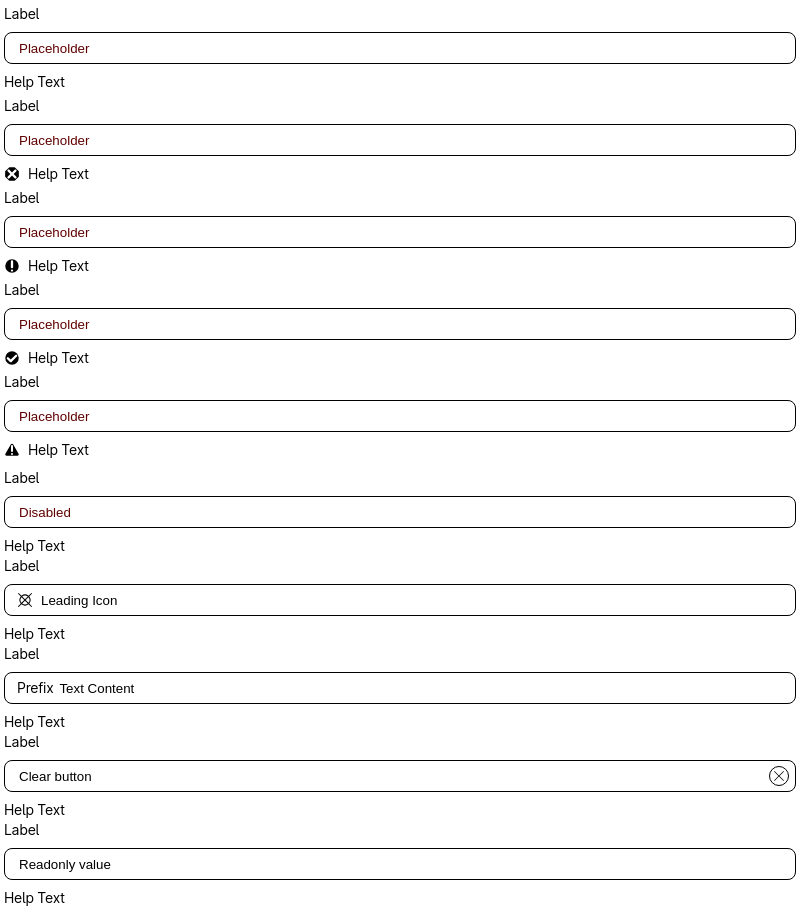 Label
Placeholder
Help Text
Label
Placeholder
Help Text
Label
Placeholder
Help Text
Label
Placeholder
Help Text
Label
Placeholder
Help Text
Label
Disabled
Help Text
Label
Leading Icon
Help Text
Label
Prefix Text Content
Help Text
Label
Clear button
Help Text
Label
Readonly value
Help Text